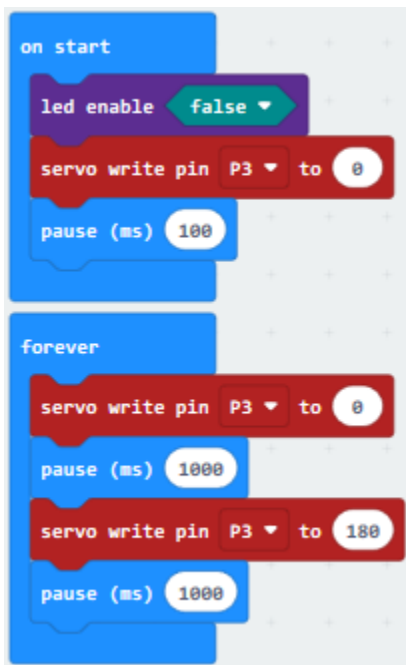 on start
led enable false
servo write pin P3 to 0
pause (ms) 100
forever
servo write pin P3 to 0
pause (ms) 1000
servo write pin P3 to 180
pause (ms) 1000